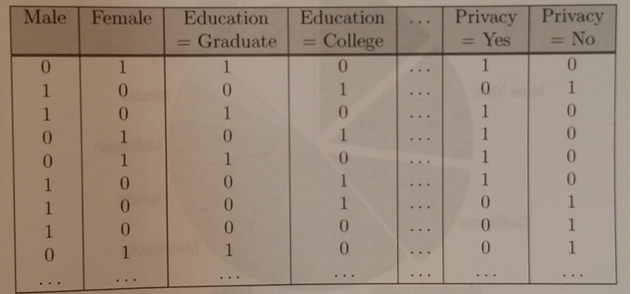 Male Female Education Education ... Privacy Privacy
= Graduate = College = Yes = No
0 1 1 0 ... 1 0
1 0 0 1 ... 0 1
1 0 1 0 ... 1 0
0 1 0 1 ... 1 0
0 1 1 0 ... 1 0
1 0 0 1 ... 1 0
1 0 0 1 ... 0 1
1 0 0 0 ... 0 1
0 1 1 0 ... 0 1
... ... ... ... ... ... ...